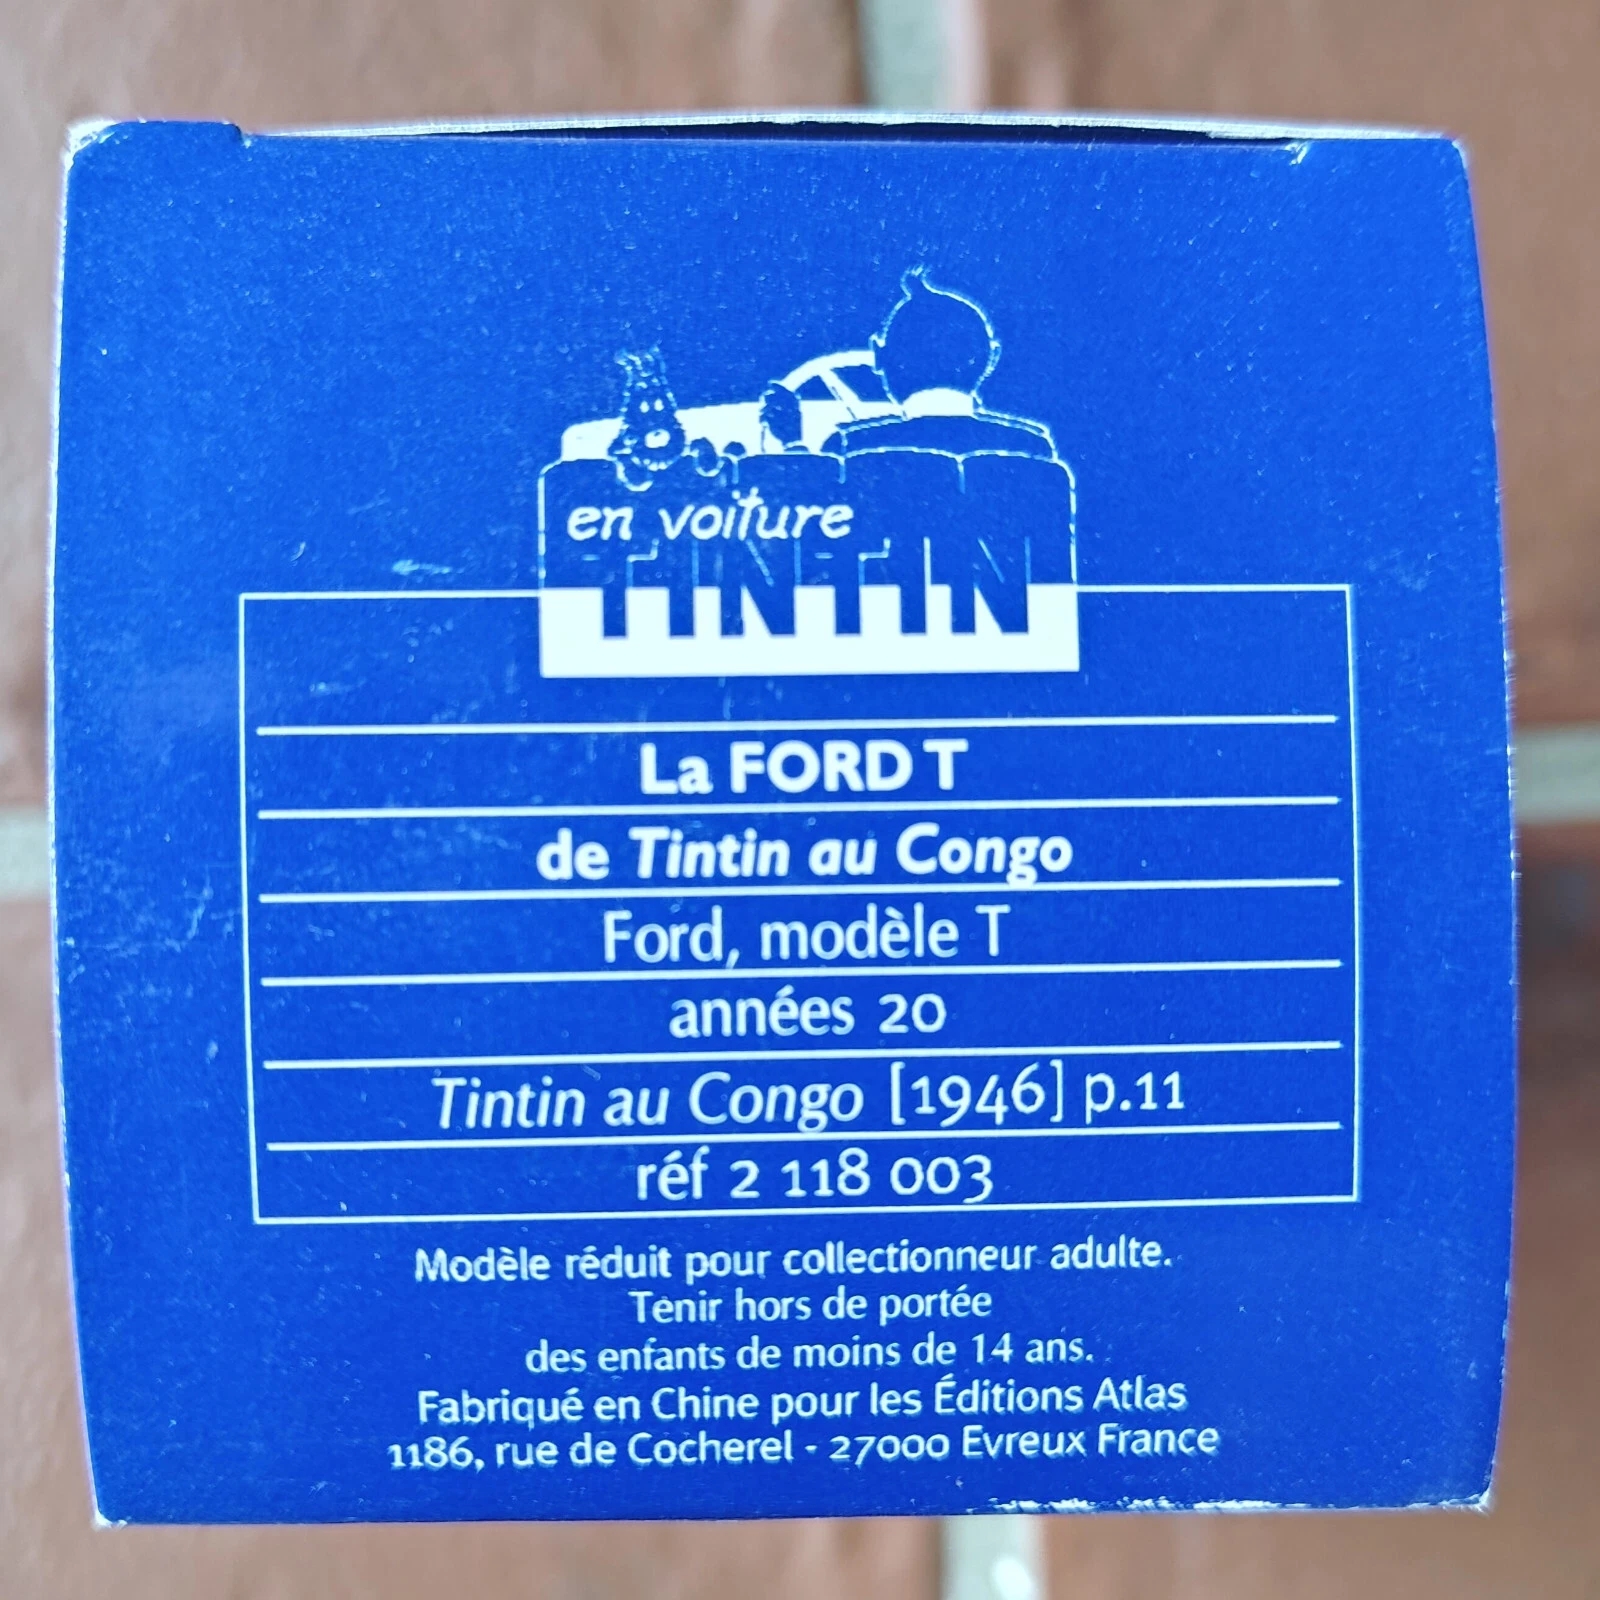 en voiture
TINTIN
La FORD T
de Tintin au Congo
Ford, modèle T
années 20
Tintin au Congo [1946] p.11
réf 2 118 003
Modèle réduit pour collectionneur adulte.
Tenir hors de portée
des enfants de moins de 14 ans.
Fabriqué en Chine pour les Éditions Atlas
1186, rue de Cocherel - 27000 Evreux France